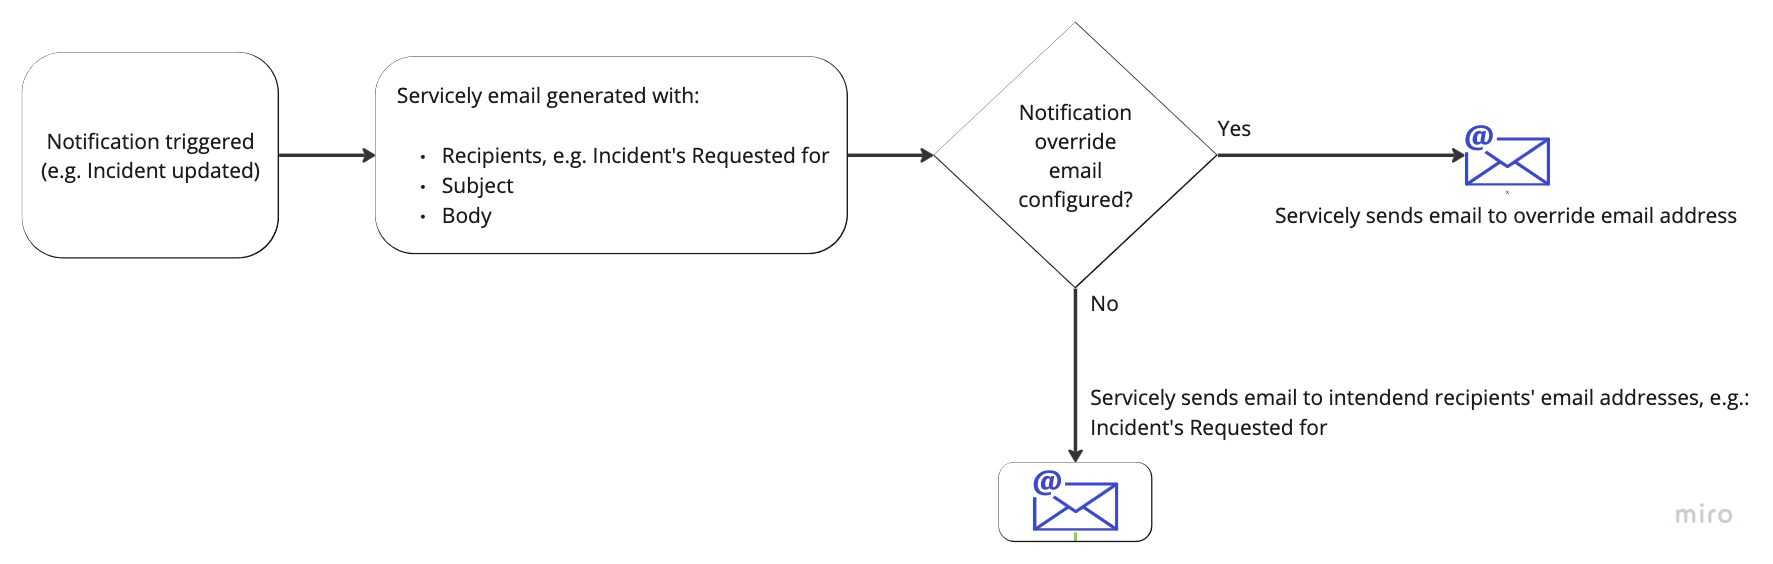 Notification triggered
(e.g. Incident updated)
Servicely email generated with:
• Recipients, e.g. Incident's Requested for
• Subject
• Body
Notification
override
email
configured?
Yes
@
x
Servicely sends email to override email address
No
Servicely sends email to intendend recipients' email addresses, e.g.:
Incident's Requested for
@
miro